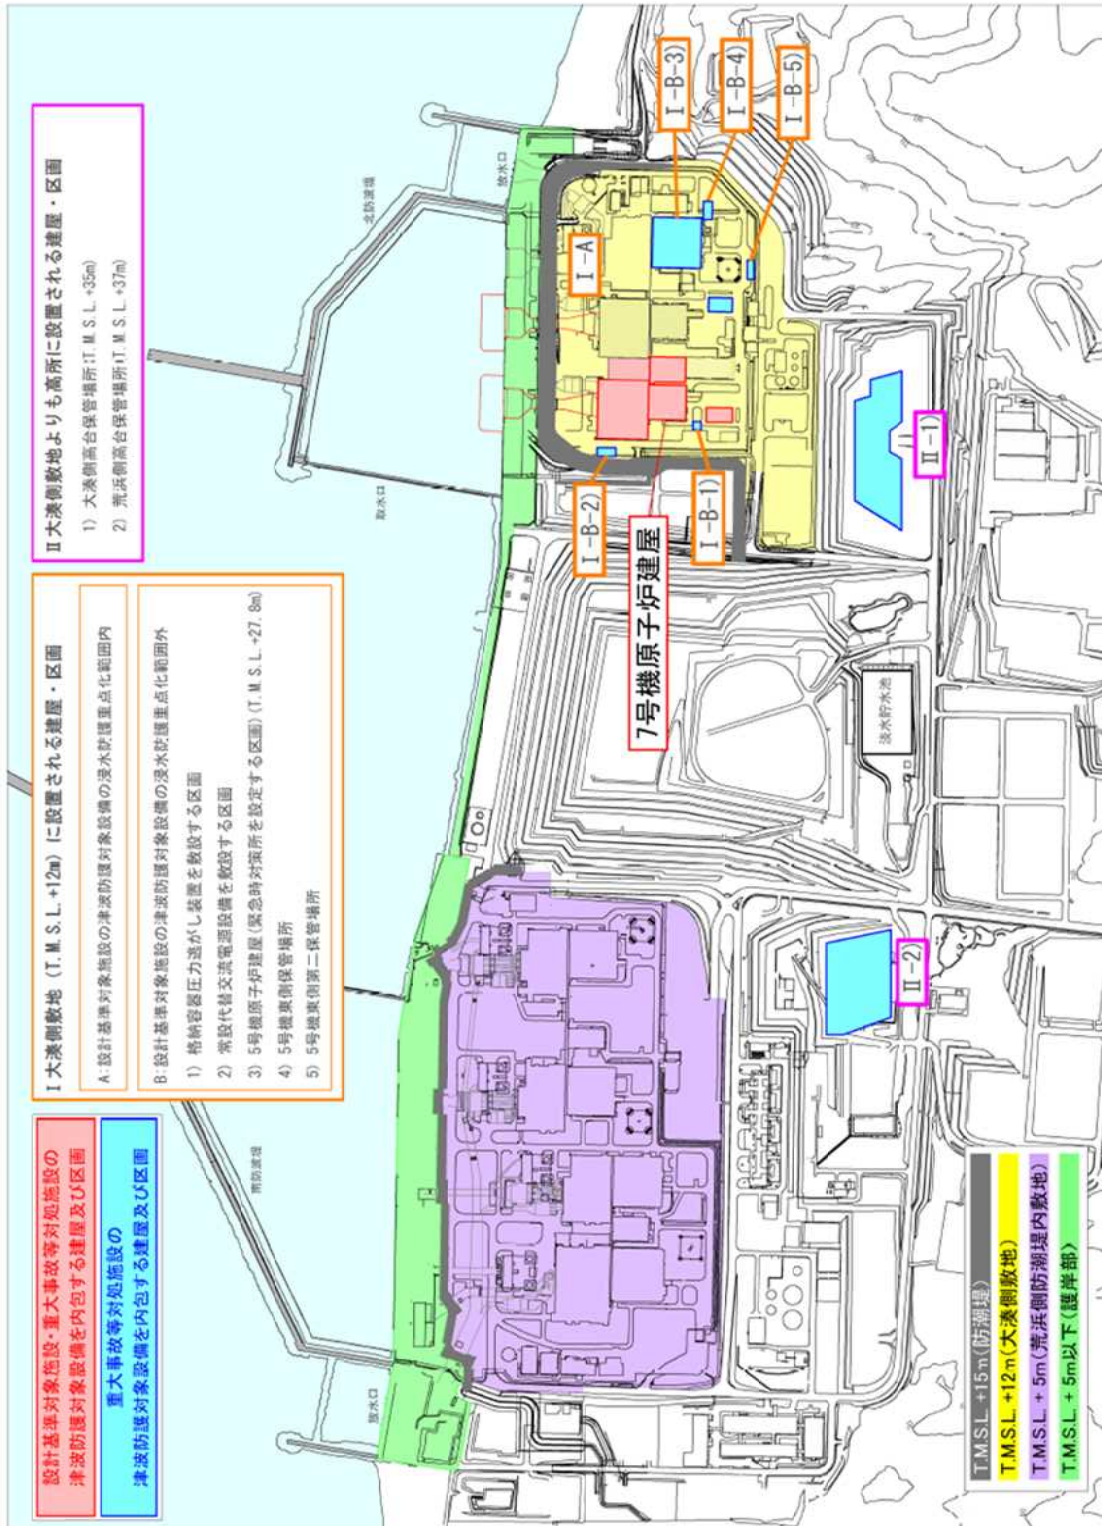 設計基準対象施設・重大事故等対処施設の
津波防護対象設備を内包する建屋及び区画
重大事故等対処施設の
津波防護対象設備を内包する建屋及び区画
Ⅰ大湊側敷地（T.M.S.L.+12m）に設置される建屋・区画
A:設計基準対象施設の津波防護対象設備の浸水防護重点化範囲内
B:設計基準対象施設の津波防護対象設備の浸水防護重点化範囲外
1) 格納容器圧力逃がし装置を敷設する区画
2) 常設代替交流電源設備を敷設する区画
3) 5号機原子炉建屋(緊急時対策所を設定する区画)(T.M.S.L.+27.8m)
4) 5号機東側保管場所
5) 5号機東側第二保管場所
Ⅱ大湊側敷地よりも高所に設置される建屋・区画
1) 大湊側高台保管場所(T.M.S.L.+35m)
2) 荒浜側高台保管場所(T.M.S.L.+37m)
放水口
南防波堤
取水口
北防波堤
放水口
Ⅰ-A
Ⅰ-B-3)
Ⅰ-B-4)
Ⅰ-B-5)
Ⅰ-B-2)
Ⅰ-B-1)
7号機原子炉建屋
Ⅱ-1)
淡水貯水池
Ⅱ-2)
T.M.S.L. +15m(防潮堤)
T.M.S.L. +12m(大湊側敷地)
T.M.S.L. + 5m(荒浜側防潮堤内敷地)
T.M.S.L. + 5m以下(護岸部)